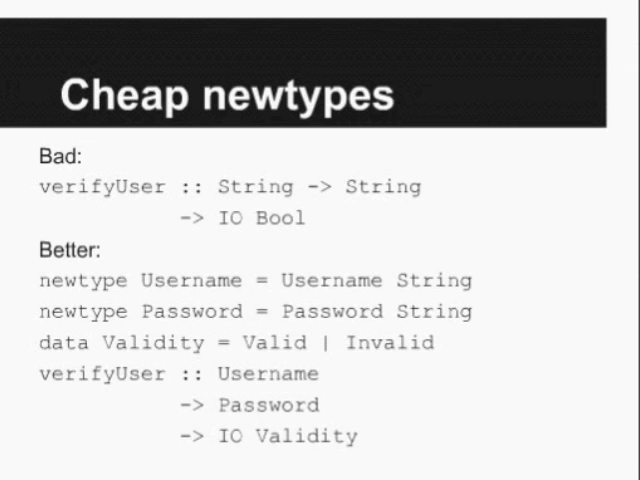 Cheap newtypes
Bad:
verifyUser :: String -> String
-> IO Bool
Better:
newtype Username = Username String
newtype Password = Password String
data Validity = Valid | Invalid
verifyUser :: Username
-> Password
-> IO Validity